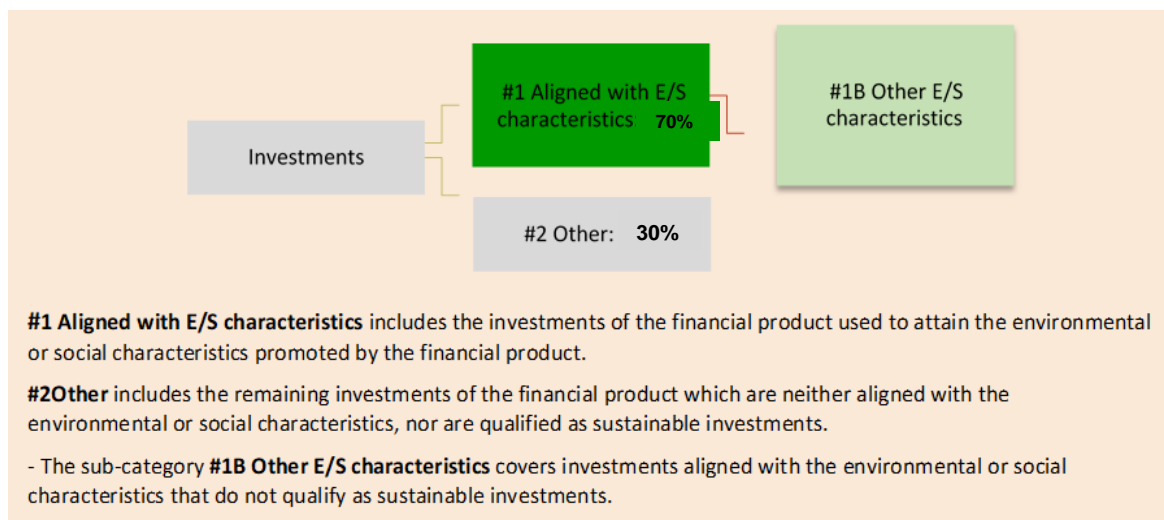 #1 Aligned with E/S
characteristics: 70%
#1B Other E/S
characteristics
Investments
#2 Other: 30%
#1 Aligned with E/S characteristics includes the investments of the financial product used to attain the environmental
or social characteristics promoted by the financial product.
#2Other includes the remaining investments of the financial product which are neither aligned with the
environmental or social characteristics, nor are qualified as sustainable investments.
- The sub-category #1B Other E/S characteristics covers investments aligned with the environmental or social
characteristics that do not qualify as sustainable investments.